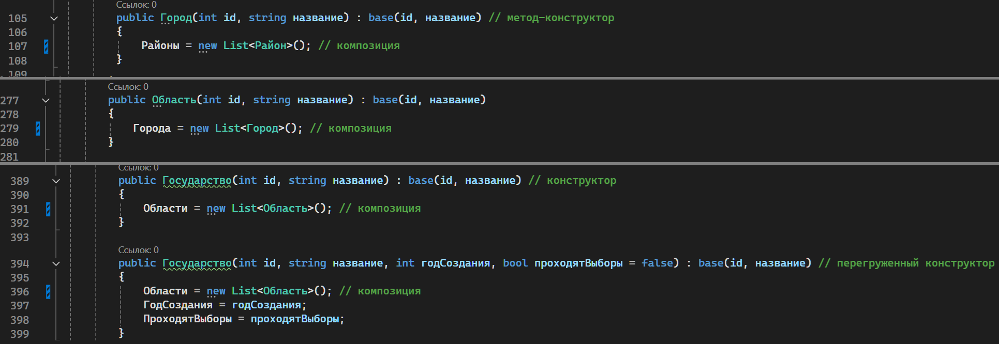 Ссылок: 0
105 public Город(int id, string название) : base(id, название) // метод-конструктор
106 {
107 Районы = new List<Район>(); // композиция
108 }
109
Ссылок: 0
277 public Область(int id, string название) : base(id, название)
278 {
279 Города = new List<Город>(); // композиция
280 }
281
Ссылок: 0
389 public Государство(int id, string название) : base(id, название) // конструктор
390 {
391 Области = new List<Область>(); // композиция
392 }
393
Ссылок: 0
394 public Государство(int id, string название, int годСоздания, bool проходятВыборы = false) : base(id, название) // перегруженный конструктор
395 {
396 Области = new List<Область>(); // композиция
397 ГодСоздания = годСоздания;
398 ПроходятВыборы = проходятВыборы;
399 }